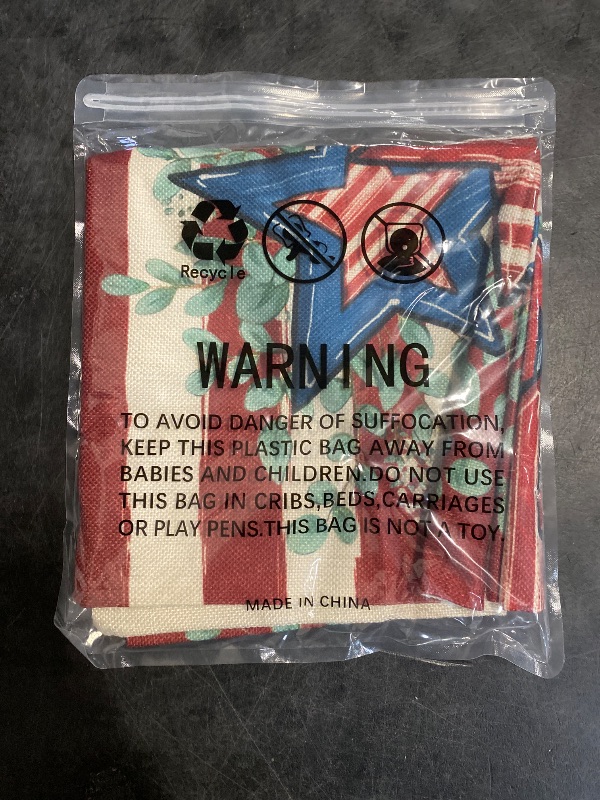 Recycle
WARNING
TO AVOID DANGER OF SUFFOCATION,
KEEP THIS PLASTIC BAG AWAY FROM
BABIES AND CHILDREN.DO NOT USE
THIS BAG IN CRIBS,BEDS,CARRIAGES
OR PLAY PENS.THIS BAG IS NOT A TOY.
MADE IN CHINA